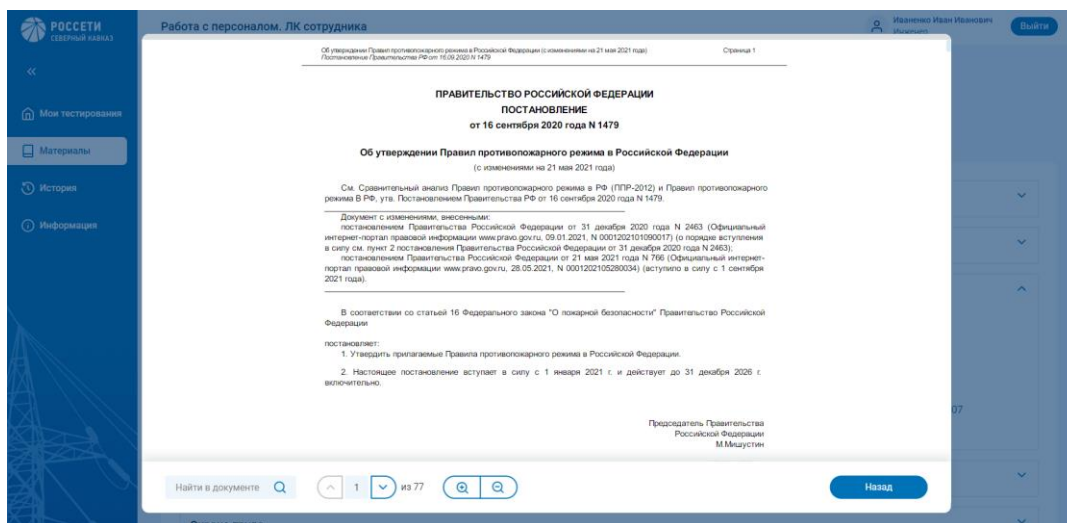 РОССЕТИ
СЕВЕРНЫЙ КАВКАЗ
Работа с персоналом. ЛК сотрудника
Иваненко Иван Иванович
Инженер
Выйти
Мои тестирования
Материалы
История
Информация
Об утверждении Правил противопожарного режима в Российской Федерации (с изменениями на 21 мая 2021 года)
Страница 1
Постановление Правительства РФ от 16.09.2020 N 1479
ПРАВИТЕЛЬСТВО РОССИЙСКОЙ ФЕДЕРАЦИИ
ПОСТАНОВЛЕНИЕ
от 16 сентября 2020 года N 1479
Об утверждении Правил противопожарного режима в Российской Федерации
(с изменениями на 21 мая 2021 года)
См. Сравнительный анализ Правил противопожарного режима в РФ (ППР-2012) и Правил противопожарного
режима В РФ, утв. Постановлением Правительства РФ от 16 сентября 2020 года N 1479.
Документ с изменениями, внесенными:
постановлением Правительства Российской Федерации от 31 декабря 2020 года N 2463 (Официальный
интернет-портал правовой информации www.pravo.gov.ru, 09.01.2021, N 0001202101090017) (о порядке вступления
в силу см. пункт 2 постановления Правительства Российской Федерации от 31 декабря 2020 года N 2463);
постановлением Правительства Российской Федерации от 21 мая 2021 года N 766 (Официальный интернет-
портал правовой информации www.pravo.gov.ru, 28.05.2021, N 0001202105280034) (вступило в силу с 1 сентября
2021 года).
В соответствии со статьей 16 Федерального закона "О пожарной безопасности" Правительство Российской
Федерации
постановляет:
1. Утвердить прилагаемые Правила противопожарного режима в Российской Федерации.
2. Настоящее постановление вступает в силу с 1 января 2021 г. и действует до 31 декабря 2026 г.
включительно.
Председатель Правительства
Российской Федерации
М.Мишустин
07
Найти в документе
1
из 77
Назад